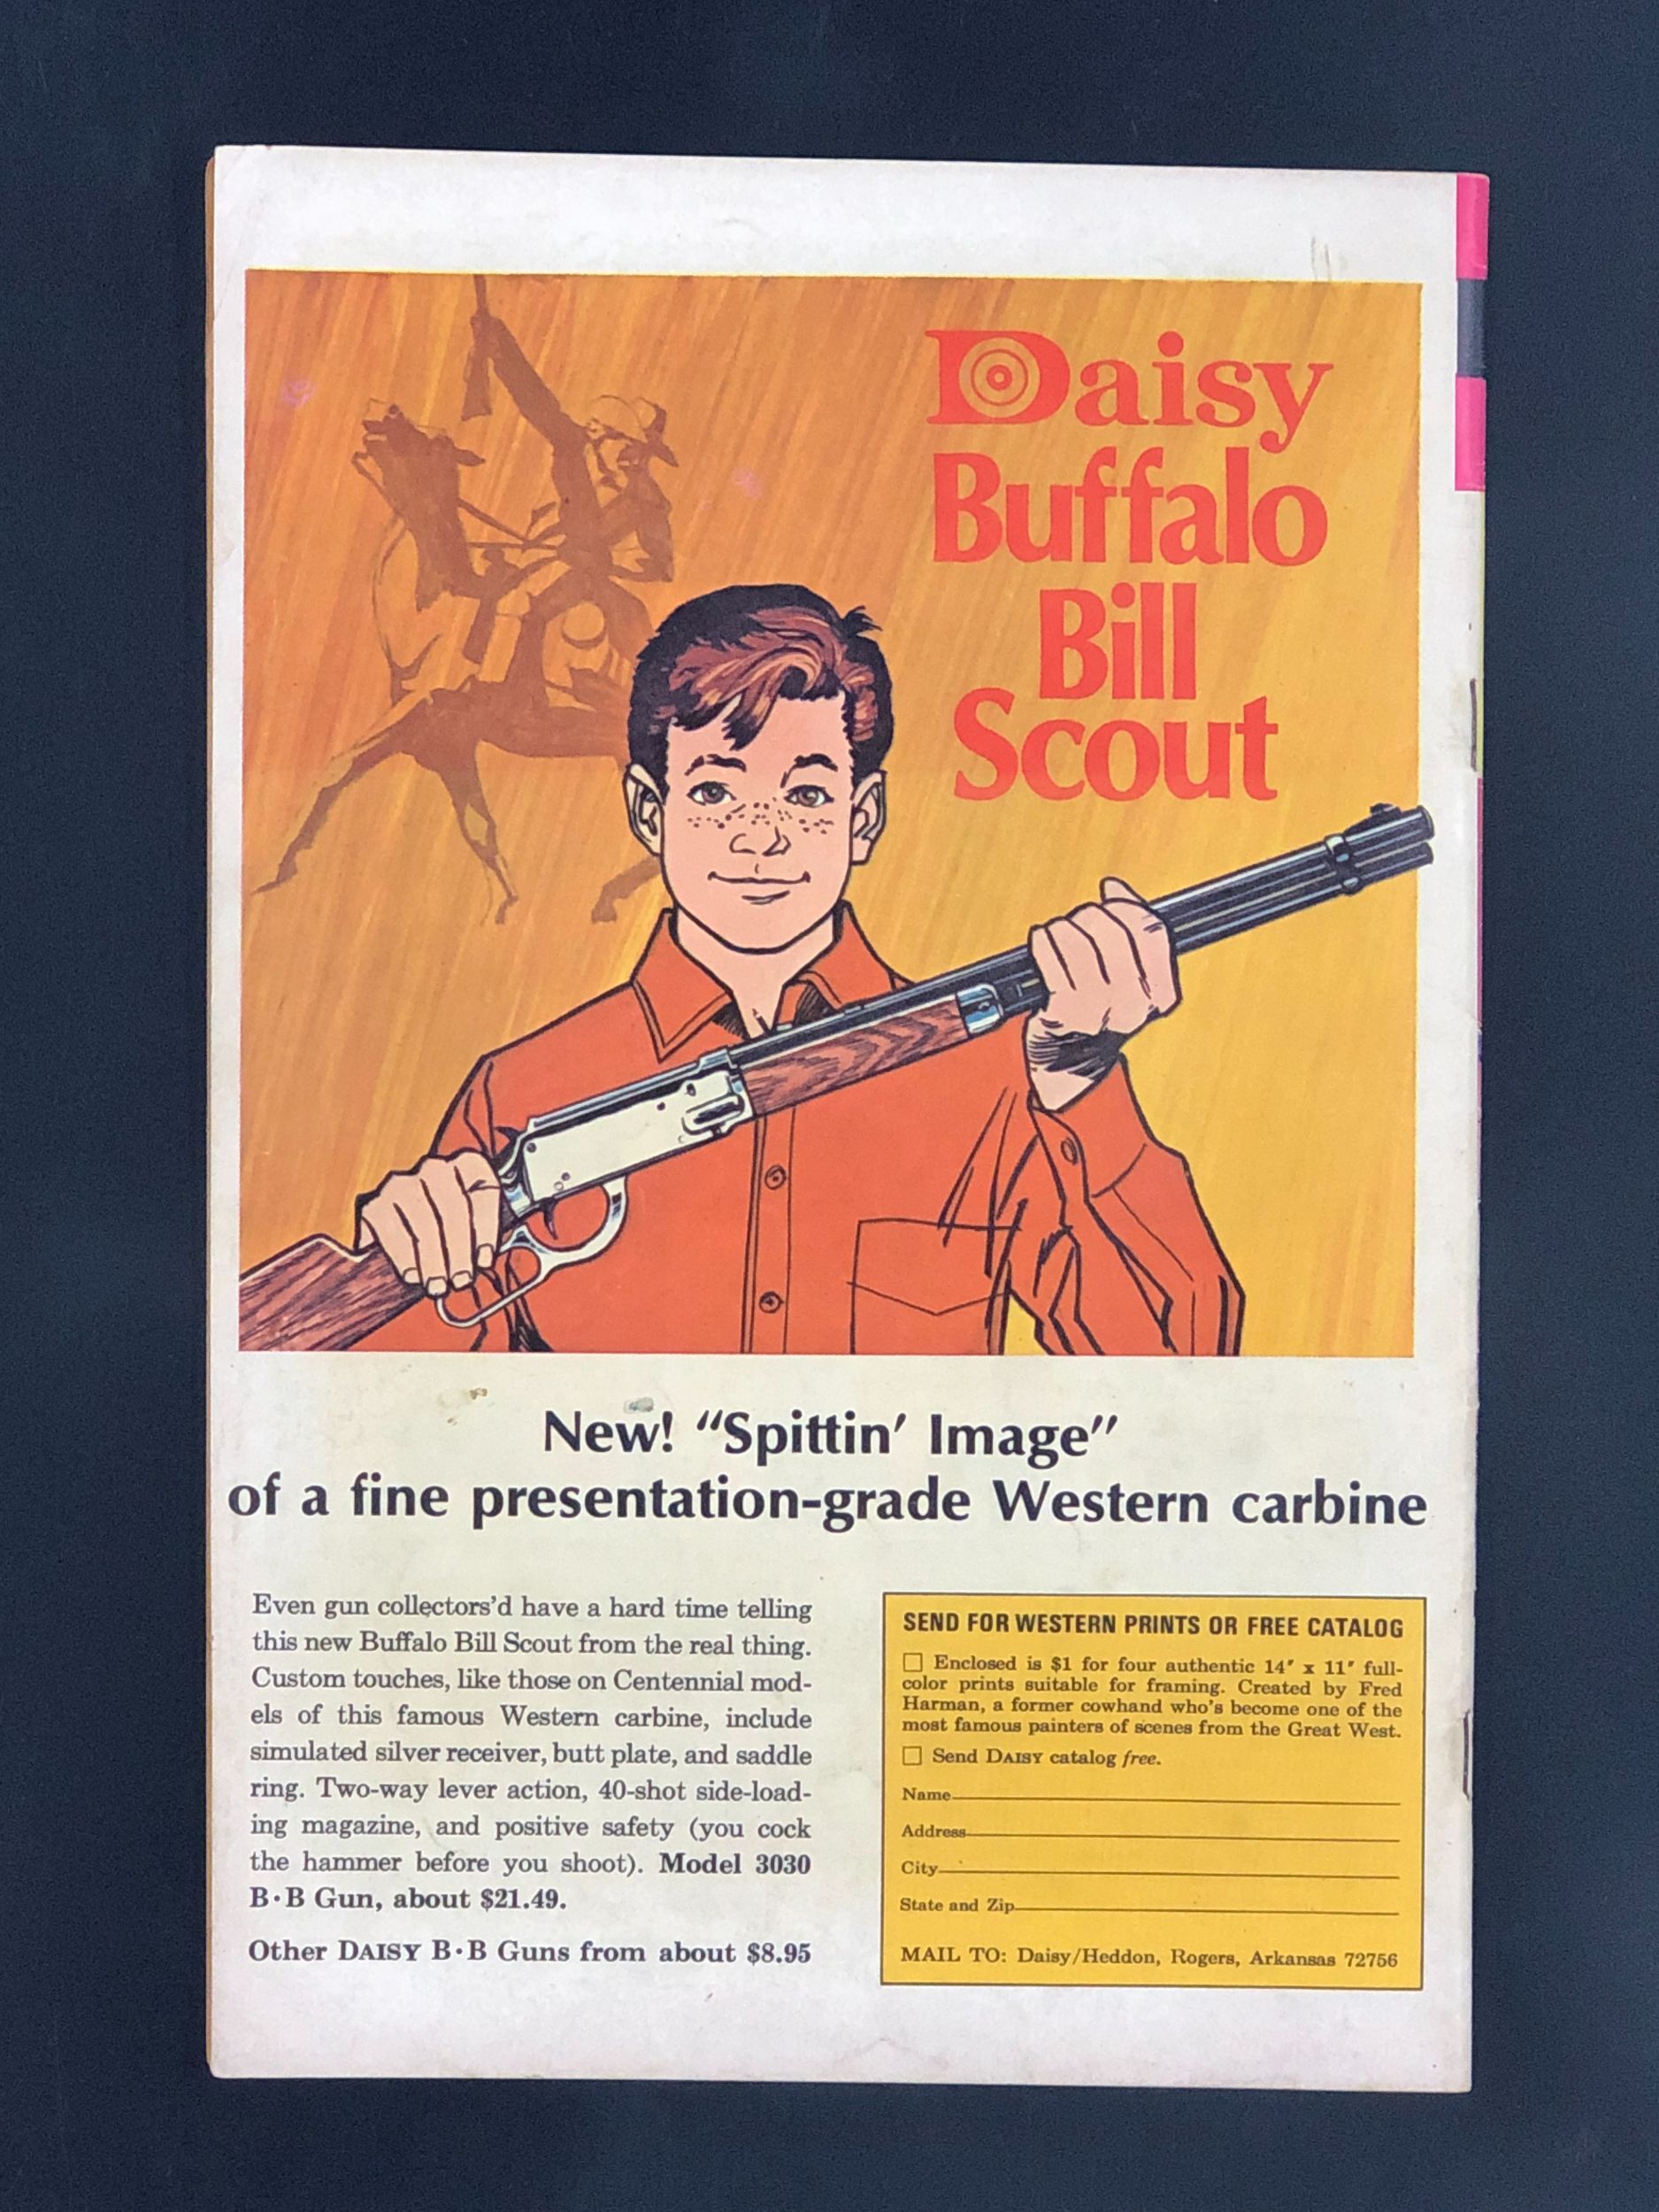 Daisy
Buffalo
Bill
Scout
New! “Spittin’ Image”
of a fine presentation-grade Western carbine
Even gun collectors’d have a hard time telling
this new Buffalo Bill Scout from the real thing.
Custom touches, like those on Centennial mod-
els of this famous Western carbine, include
simulated silver receiver, butt plate, and saddle
ring. Two-way lever action, 40-shot side-load-
ing magazine, and positive safety (you cock
the hammer before you shoot). Model 3030
B·B Gun, about $21.49.
Other DAISY B·B Guns from about $8.95
SEND FOR WESTERN PRINTS OR FREE CATALOG
☐ Enclosed is $1 for four authentic 14″ x 11″ full-
color prints suitable for framing. Created by Fred
Harman, a former cowhand who’s become one of the
most famous painters of scenes from the Great West.
☐ Send DAISY catalog free.
Name
Address
City
State and Zip
MAIL TO: Daisy/Heddon, Rogers, Arkansas 72756